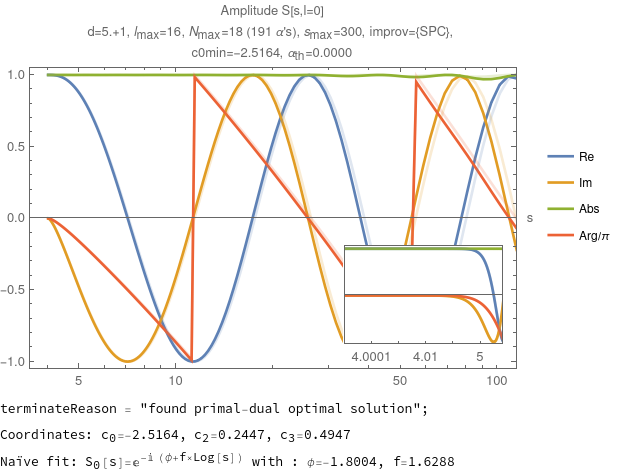 Amplitude S[s,l=0]
d=5.+1, lmax=16, Nmax=18 (191 α's), smax=300, improv={SPC},
c0min=-2.5164, αth=0.0000
1.0
0.5
0.0
-0.5
-1.0
s
Re
Im
Abs
Arg/π
4.0001 4.01 5
5 10 50 100
terminateReason = "found primal-dual optimal solution";
Coordinates: c0=-2.5164, c2=0.2447, c3=0.4947
Naïve fit: S0[s]=e-i (ϕ+f×Log[s]) with : ϕ=-1.8004, f=1.6288